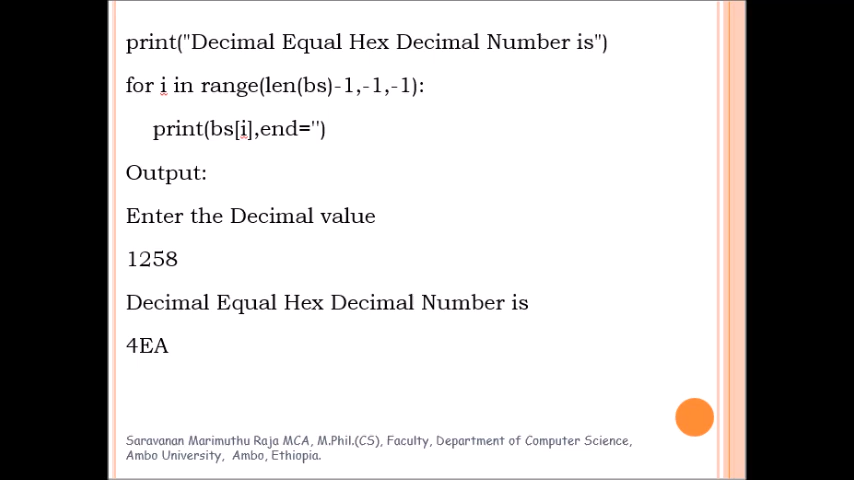 print("Decimal Equal Hex Decimal Number is")
for i in range(len(bs)-1,-1,-1):
print(bs[i],end='')
Output:
Enter the Decimal value
1258
Decimal Equal Hex Decimal Number is
4EA
Saravanan Marimuthu Raja MCA, M.Phil.(CS), Faculty, Department of Computer Science,
Ambo University, Ambo, Ethiopia.